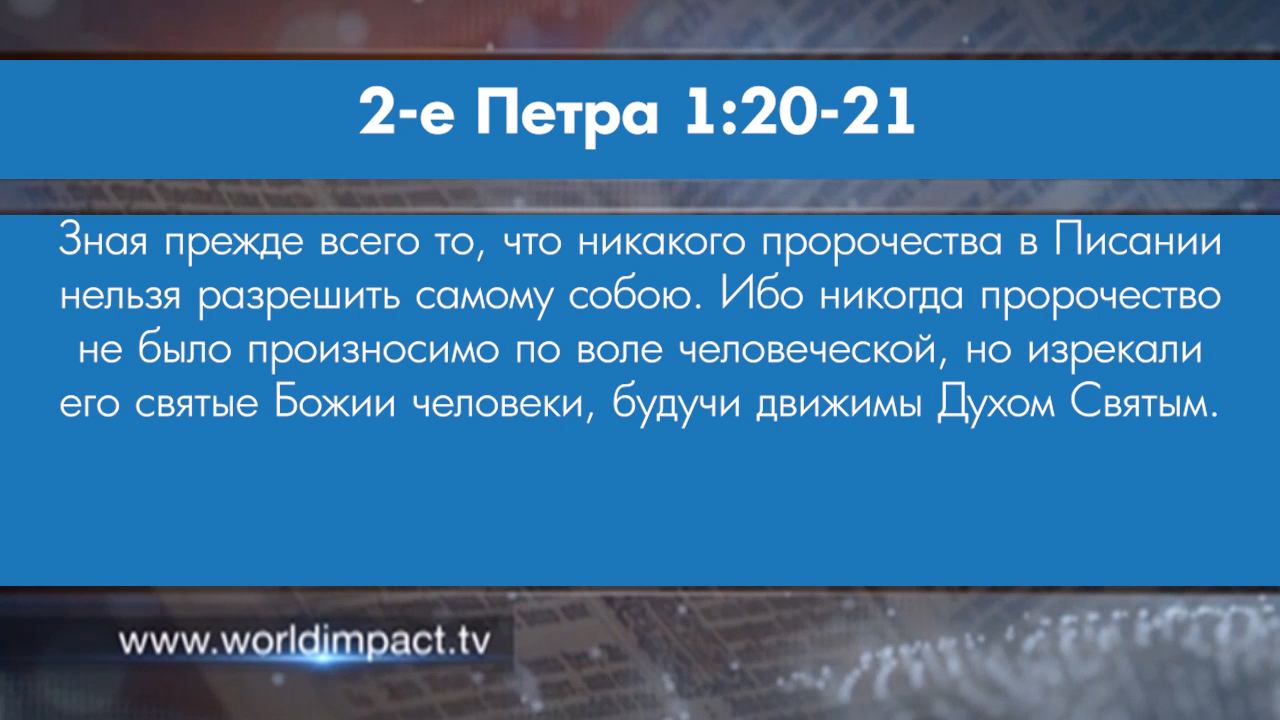 2-е Петра 1:20-21
Зная прежде всего то, что никакого пророчества в Писании
нельзя разрешить самому собою. Ибо никогда пророчество
не было произносимо по воле человеческой, но изрекали
его святые Божии человеки, будучи движимы Духом Святым.
www.worldimpact.tv